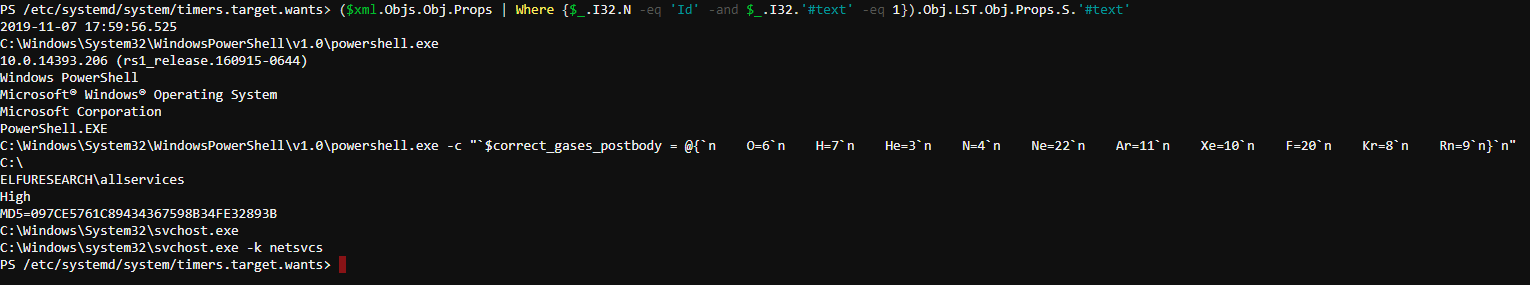 PS /etc/systemd/system/timers.target.wants> ($xml.Objs.Obj.Props | Where {$_.I32.N -eq 'Id' -and $_.I32.'#text' -eq 1}).Obj.LST.Obj.Props.S.'#text'
2019-11-07 17:59:56.525
C:\Windows\System32\WindowsPowerShell\v1.0\powershell.exe
10.0.14393.206 (rs1_release.160915-0644)
Windows PowerShell
Microsoft® Windows® Operating System
Microsoft Corporation
PowerShell.EXE
C:\Windows\System32\WindowsPowerShell\v1.0\powershell.exe -c "`$correct_gases_postbody = @{`n    O=6`n    H=7`n    He=3`n    N=4`n    Ne=22`n    Ar=11`n    Xe=10`n    F=20`n    Kr=8`n    Rn=9`n}`n"
C:\
ELFURESEARCH\allservices
High
MD5=097CE5761C89434367598B34FE32893B
C:\Windows\System32\svchost.exe
C:\Windows\system32\svchost.exe -k netsvcs
PS /etc/systemd/system/timers.target.wants>